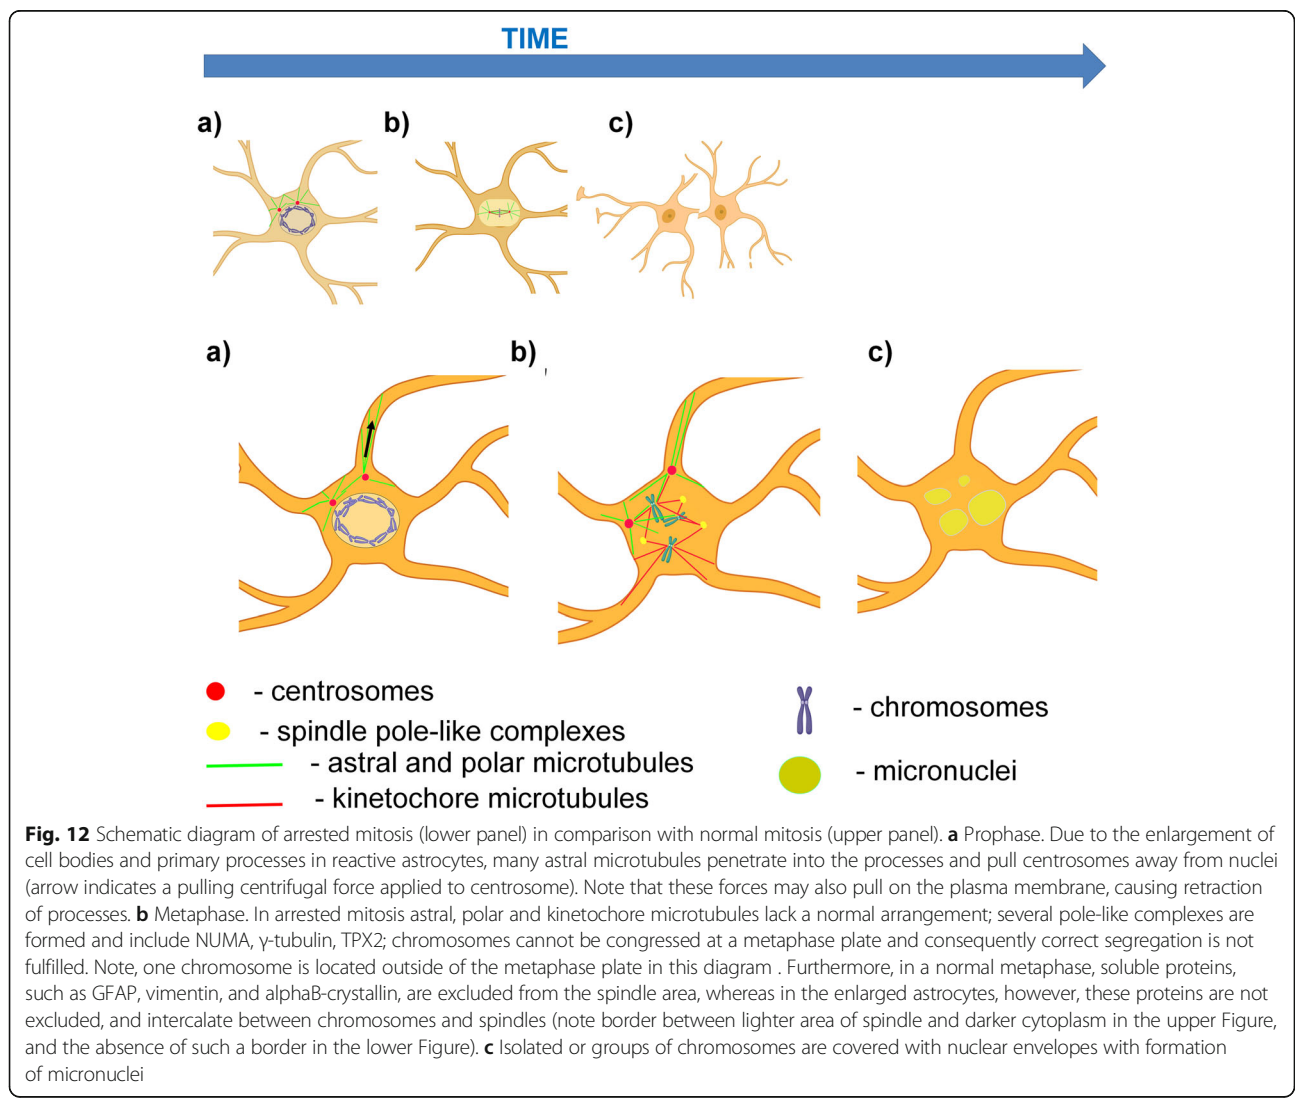 TIME
a)
b)
c)
a)
b)
c)
- centrosomes
- spindle pole-like complexes
- astral and polar microtubules
- kinetochore microtubules
- chromosomes
- micronuclei
Fig. 12 Schematic diagram of arrested mitosis (lower panel) in comparison with normal mitosis (upper panel). a Prophase. Due to the enlargement of
cell bodies and primary processes in reactive astrocytes, many astral microtubules penetrate into the processes and pull centrosomes away from nuclei
(arrow indicates a pulling centrifugal force applied to centrosome). Note that these forces may also pull on the plasma membrane, causing retraction
of processes. b Metaphase. In arrested mitosis astral, polar and kinetochore microtubules lack a normal arrangement; several pole-like complexes are
formed and include NUMA, γ-tubulin, TPX2; chromosomes cannot be congressed at a metaphase plate and consequently correct segregation is not
fulfilled. Note, one chromosome is located outside of the metaphase plate in this diagram . Furthermore, in a normal metaphase, soluble proteins,
such as GFAP, vimentin, and alphaB-crystallin, are excluded from the spindle area, whereas in the enlarged astrocytes, however, these proteins are not
excluded, and intercalate between chromosomes and spindles (note border between lighter area of spindle and darker cytoplasm in the upper Figure,
and the absence of such a border in the lower Figure). c Isolated or groups of chromosomes are covered with nuclear envelopes with formation
of micronuclei